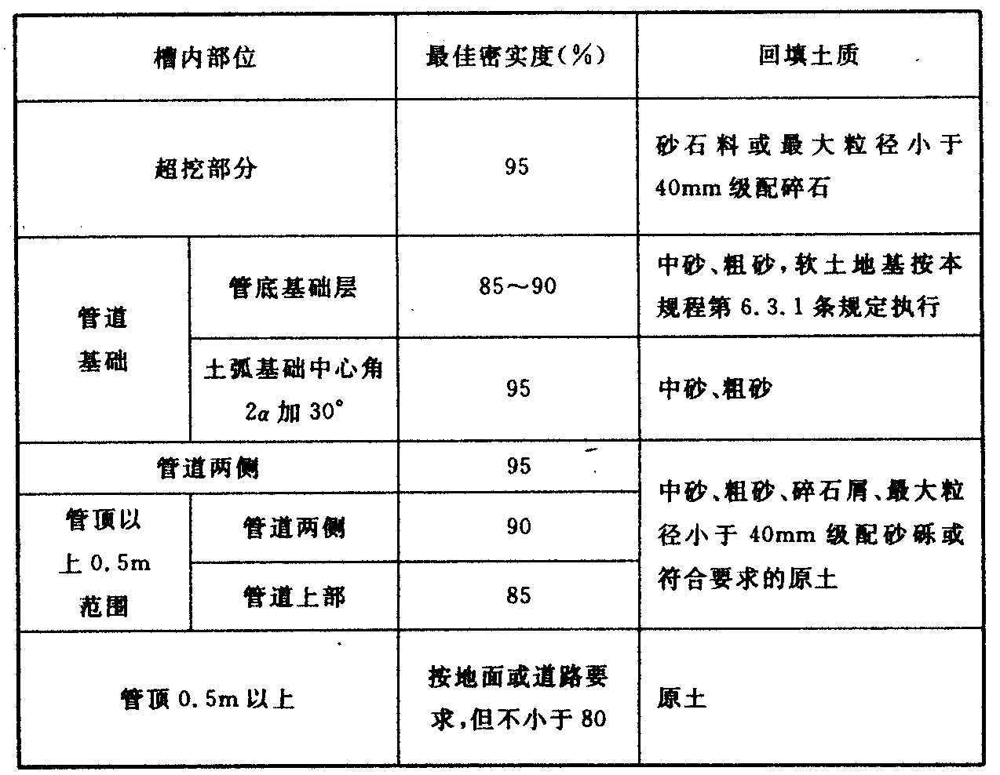 槽内部位
最佳密实度(%)
回填土质
超挖部分
95
砂石料或最大粒径小于
40mm级配碎石
管道
基础
管底基础层
85～90
中砂、粗砂，软土地基按本
规程第6.3.1条规定执行
土弧基础中心角
2α加30°
95
中砂、粗砂
管道两侧
95
中砂、粗砂、碎石屑、最大粒
径小于40mm级配砂砾或
符合要求的原土
管顶以
上0.5m
范围
管道两侧
90
管道上部
85
管顶0.5m以上
按地面或道路要
求，但不小于80
原土